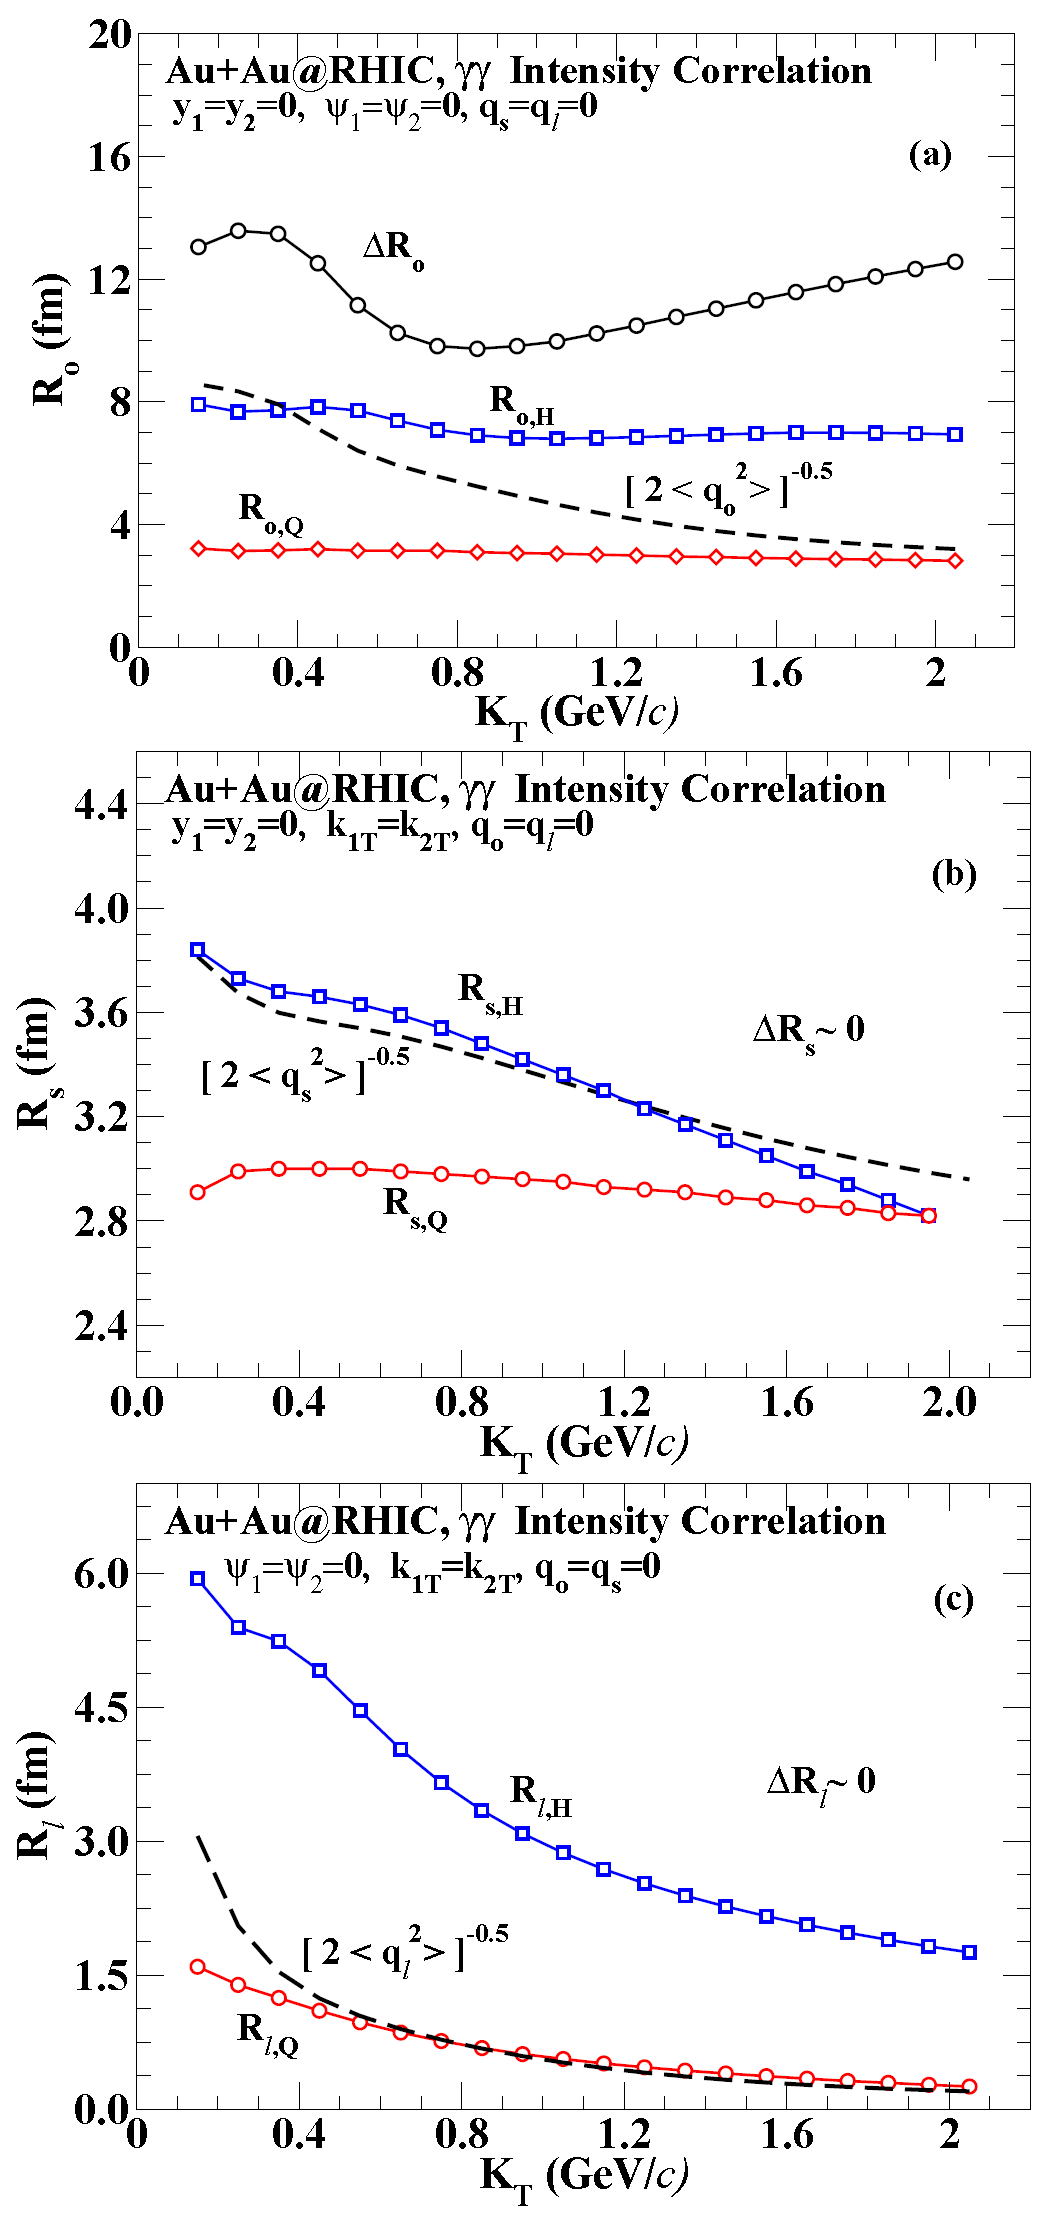 20
Au+Au@RHIC, γγ Intensity Correlation
y1=y2=0, ψ1=ψ2=0, qs=ql=0
16
(a)
ΔRo
12
Ro (fm)
8
Ro,H
[ 2 < qo2> ]-0.5
Ro,Q
4
0
0 0.4 0.8 1.2 1.6 2
KT (GeV/c)
Au+Au@RHIC, γγ Intensity Correlation
4.4
y1=y2=0, k1T=k2T, qo=ql=0
(b)
4.0
Rs,H
3.6
ΔRs~ 0
Rs (fm)
[ 2 < qs2> ]-0.5
3.2
Rs,Q
2.8
2.4
0.0 0.4 0.8 1.2 1.6 2.0
KT (GeV/c)
Au+Au@RHIC, γγ Intensity Correlation
ψ1=ψ2=0, k1T=k2T, qo=qs=0
6.0
(c)
4.5
Rl,H
ΔRl~ 0
Rl (fm)
3.0
[ 2 < ql2> ]-0.5
1.5
Rl,Q
0.0
0 0.4 0.8 1.2 1.6 2
KT (GeV/c)